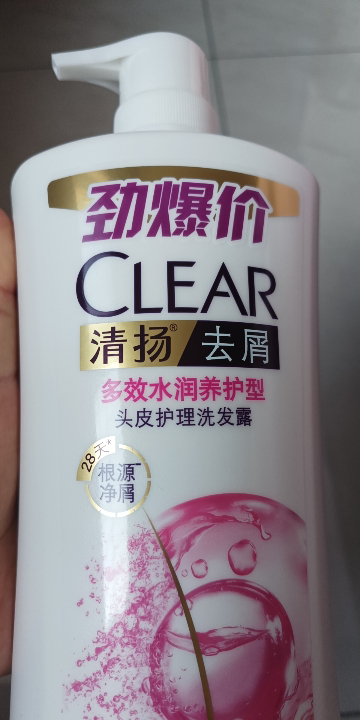 劲爆价
CLEAR
清扬® 去屑
多效水润养护型
头皮护理洗发露
28天*
根源
净屑